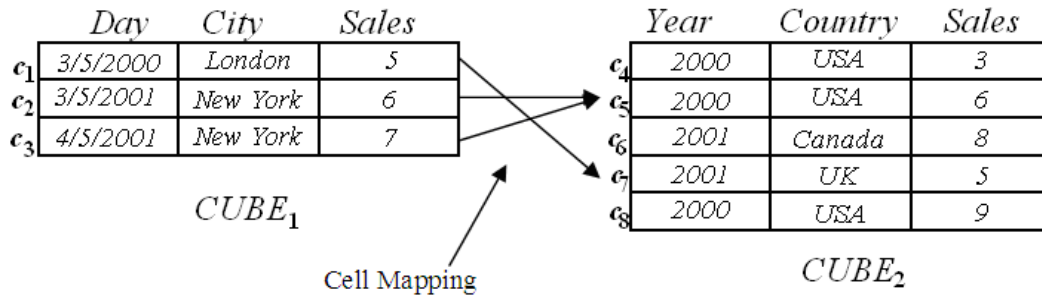 Day City Sales
c1 3/5/2000 London 5
c2 3/5/2001 New York 6
c3 4/5/2001 New York 7
CUBE1
Cell Mapping
Year Country Sales
c4 2000 USA 3
c5 2000 USA 6
c6 2001 Canada 8
c7 2001 UK 5
c8 2000 USA 9
CUBE2